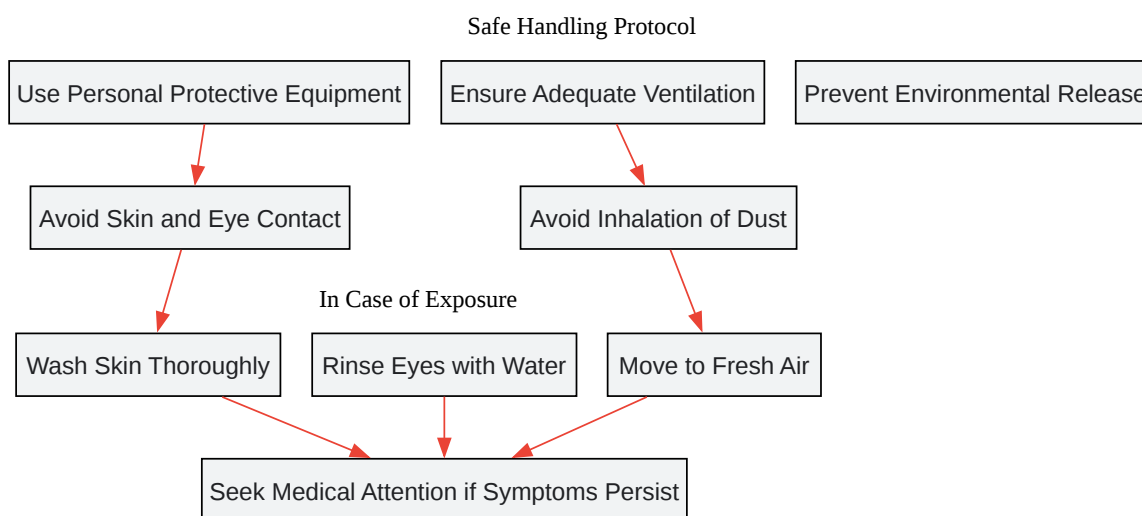 Safe Handling Protocol
Use Personal Protective Equipment
Ensure Adequate Ventilation
Prevent Environmental Release
Avoid Skin and Eye Contact
Avoid Inhalation of Dust
In Case of Exposure
Wash Skin Thoroughly
Rinse Eyes with Water
Move to Fresh Air
Seek Medical Attention if Symptoms Persist